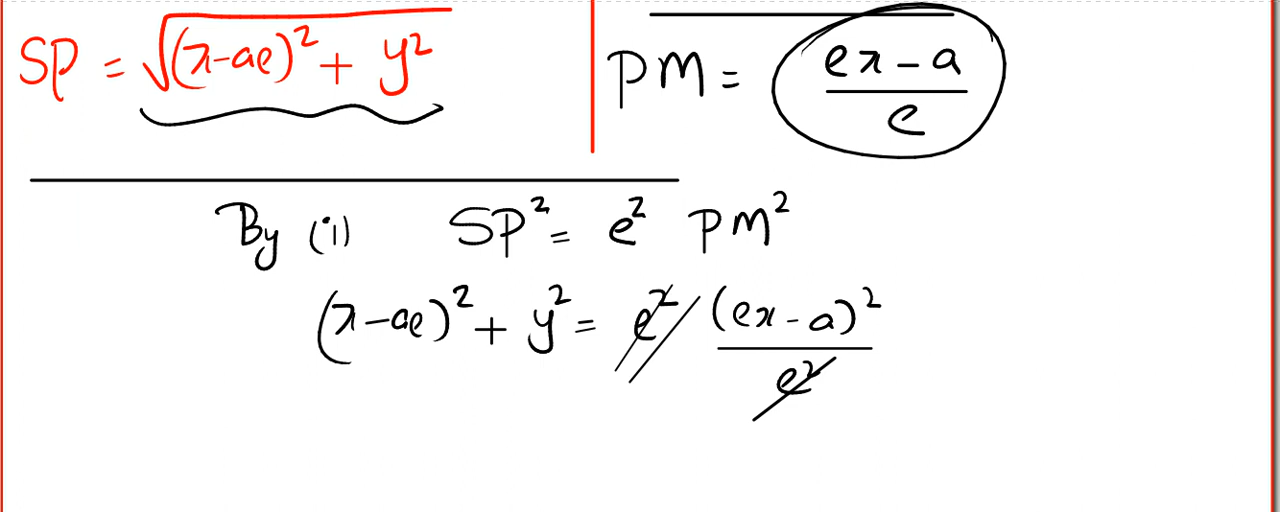 SP = √(x-ae)² + y²
PM = (ex - a)/e
By (i) SP² = e² PM²
(x-ae)² + y² = e² (ex - a)²/e²